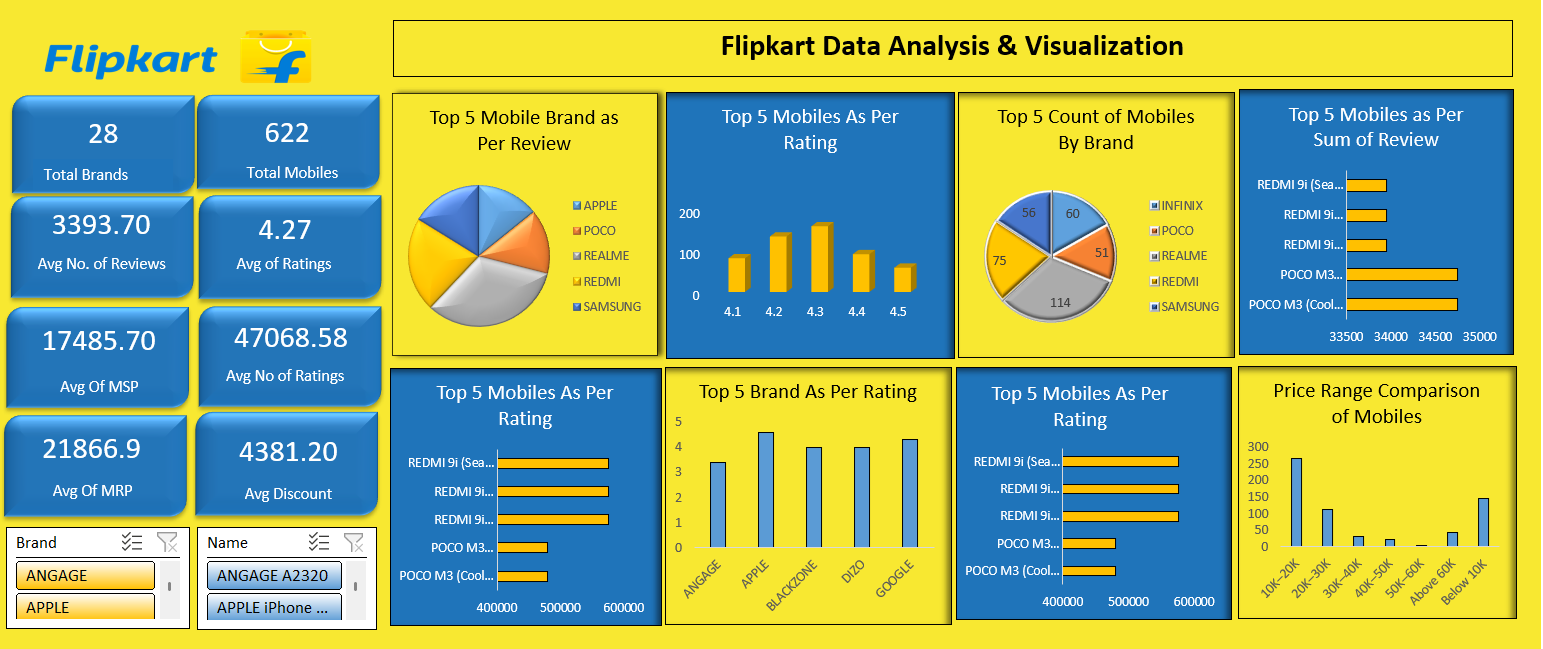 Flipkart
Flipkart Data Analysis & Visualization
28
Total Brands
622
Total Mobiles
3393.70
Avg No. of Reviews
4.27
Avg of Ratings
17485.70
Avg Of MSP
47068.58
Avg No of Ratings
21866.9
Avg Of MRP
4381.20
Avg Discount
Brand
ANGAGE
APPLE
Name
ANGAGE A2320
APPLE iPhone ...
Top 5 Mobile Brand as
Per Review
APPLE
POCO
REALME
REDMI
SAMSUNG
Top 5 Mobiles As Per
Rating
200
100
0
4.1 4.2 4.3 4.4 4.5
Top 5 Count of Mobiles
By Brand
56
60
75
51
114
INFINIX
POCO
REALME
REDMI
SAMSUNG
Top 5 Mobiles as Per
Sum of Review
REDMI 9i (Sea...
REDMI 9i...
REDMI 9i...
POCO M3...
POCO M3 (Cool...
33500 34000 34500 35000
Top 5 Mobiles As Per
Rating
REDMI 9i (Sea...
REDMI 9i...
REDMI 9i...
POCO M3...
POCO M3 (Cool...
400000 500000 600000
Top 5 Brand As Per Rating
5
4
3
2
1
0
ANGAGE
APPLE
BLACKZONE
DIZO
GOOGLE
Top 5 Mobiles As Per
Rating
REDMI 9i (Sea...
REDMI 9i...
REDMI 9i...
POCO M3...
POCO M3 (Cool...
400000 500000 600000
Price Range Comparison
of Mobiles
300
250
200
150
100
50
0
10K–20K
20K–30K
30K–40K
40K–50K
50K–60K
Above 60K
Below 10K